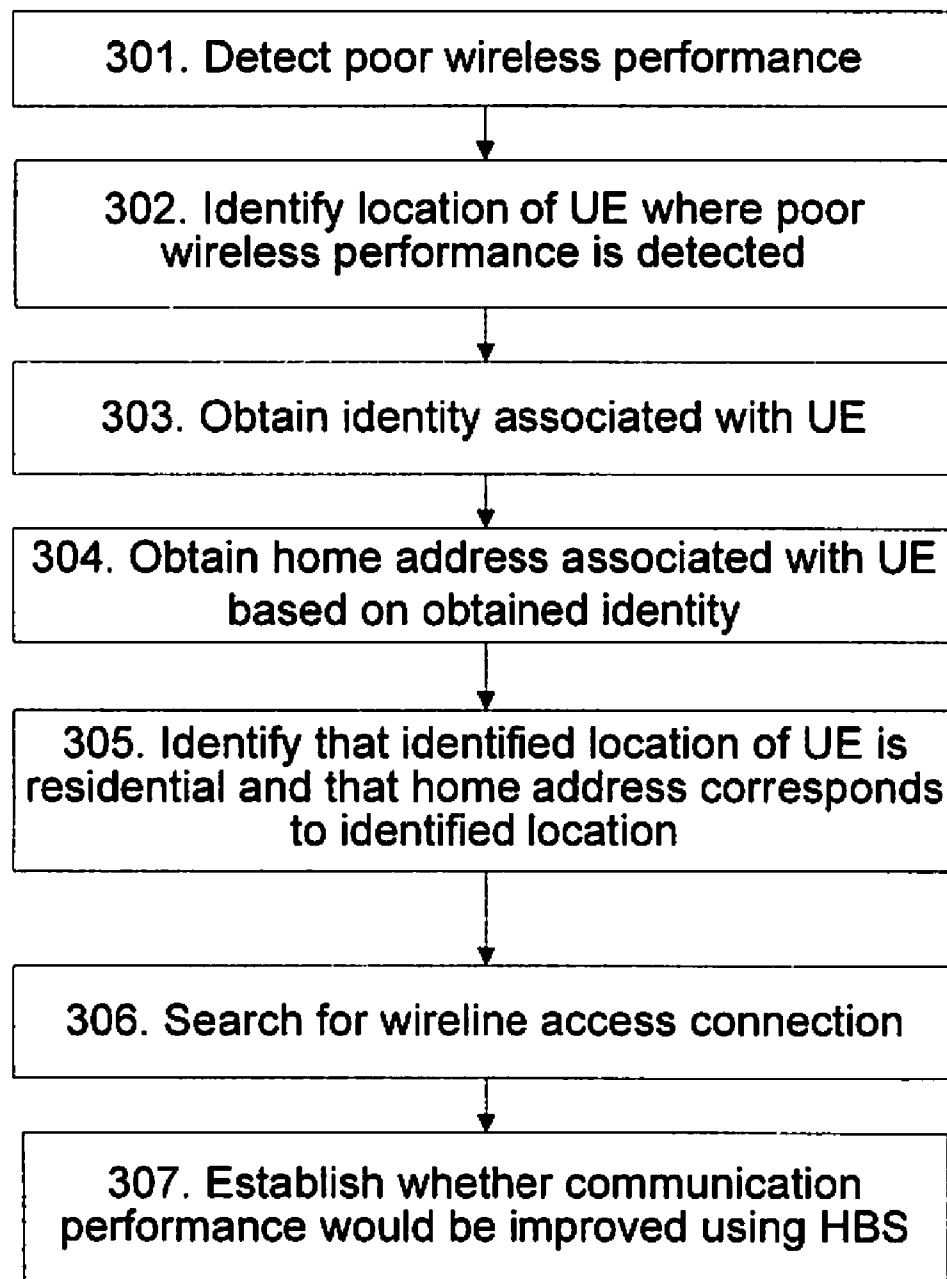 301. Detect poor wireless performance
302. Identify location of UE where poor
wireless performance is detected
303. Obtain identity associated with UE
304. Obtain home address associated with UE
based on obtained identity
305. Identify that identified location of UE is
residential and that home address corresponds
to identified location
306. Search for wireline access connection
307. Establish whether communication
performance would be improved using HBS